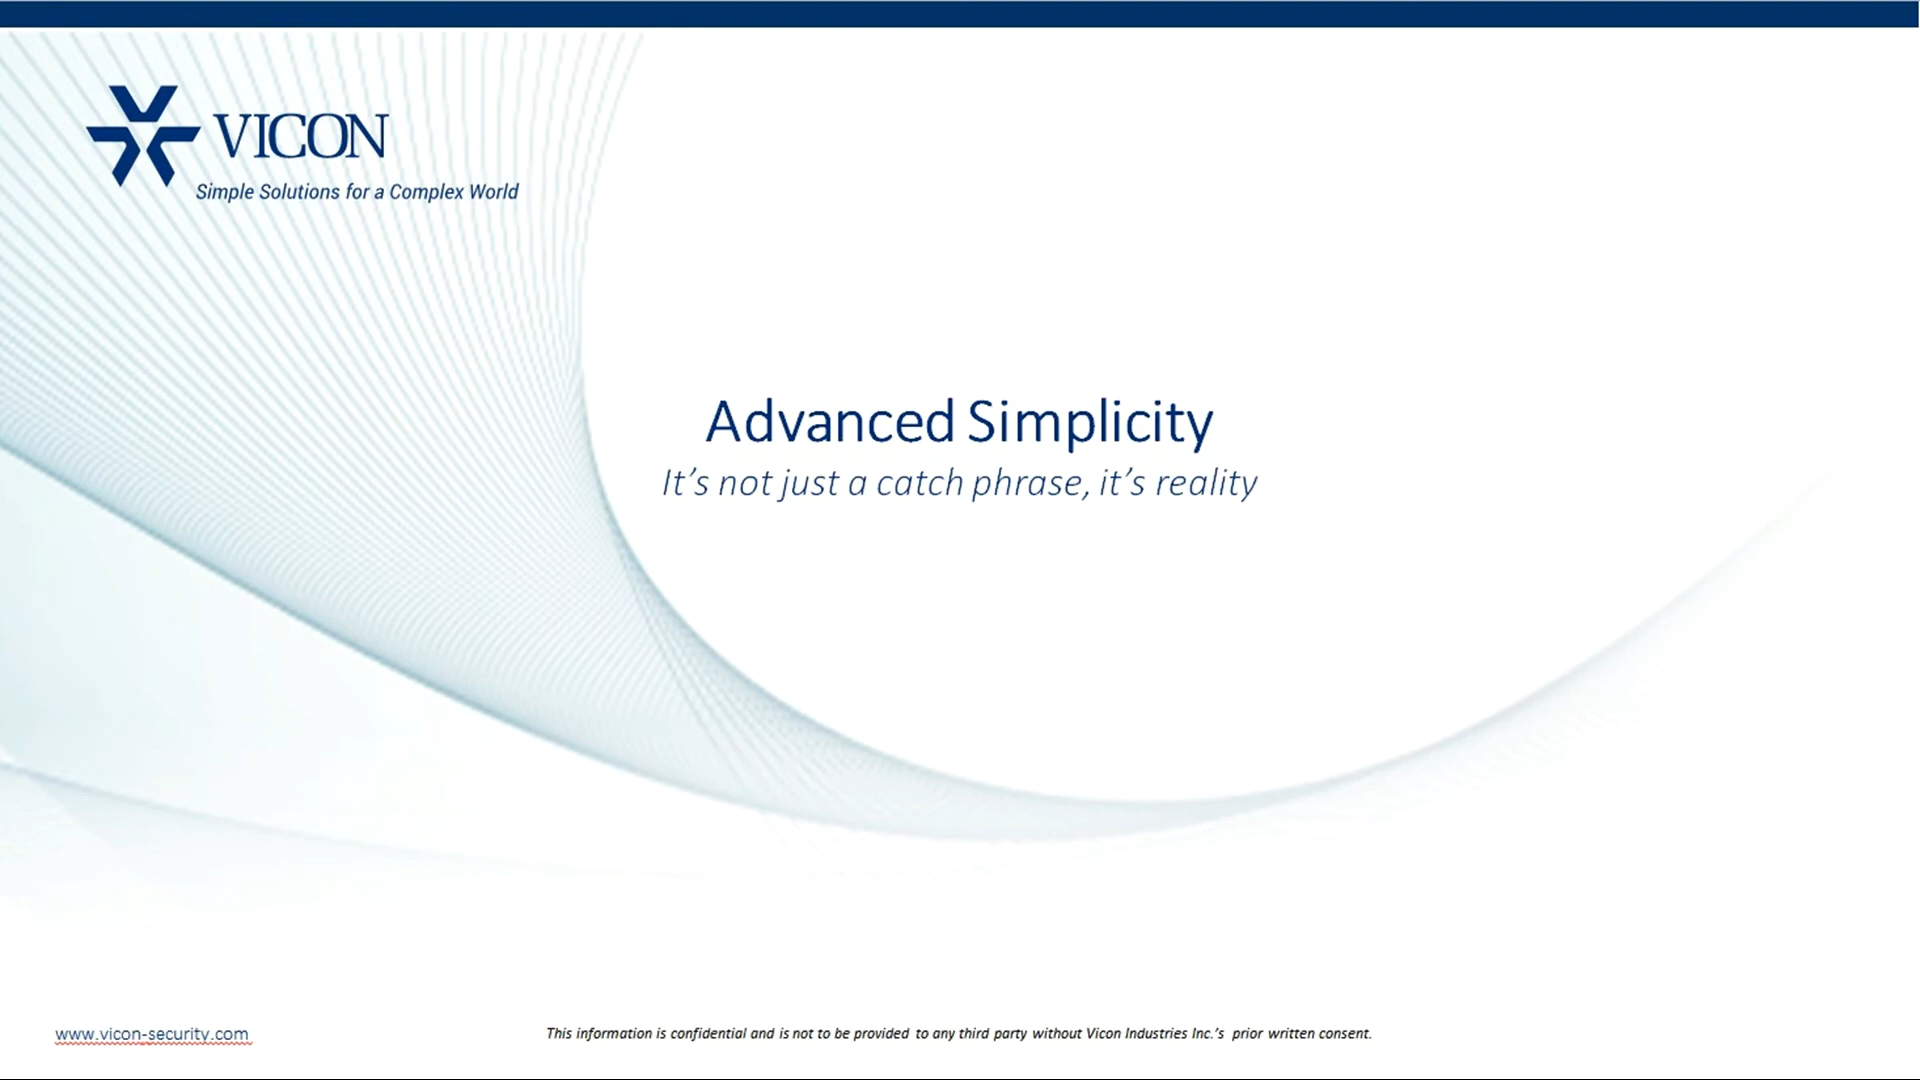 VICON
Simple Solutions for a Complex World
Advanced Simplicity
It’s not just a catch phrase, it’s reality
www.vicon-security.com
This information is confidential and is not to be provided to any third party without Vicon Industries Inc.’s prior written consent.